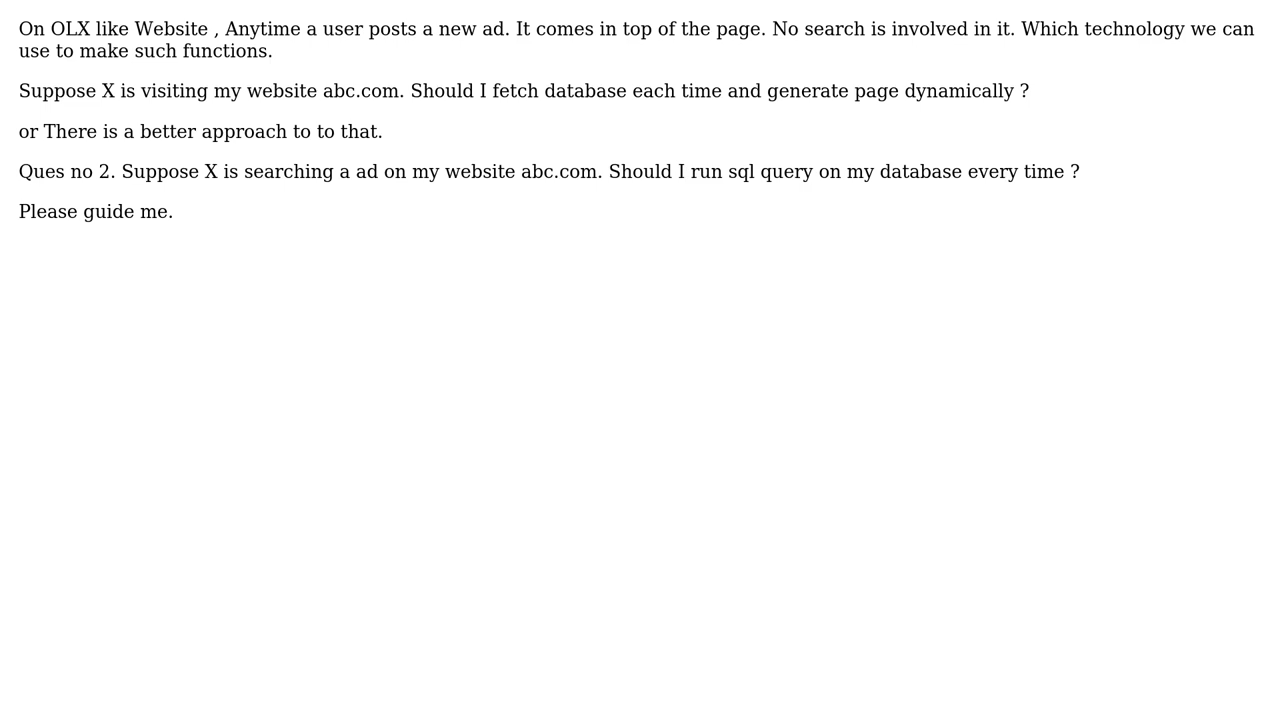 On OLX like Website , Anytime a user posts a new ad. It comes in top of the page. No search is involved in it. Which technology we can
use to make such functions.
Suppose X is visiting my website abc.com. Should I fetch database each time and generate page dynamically ?
or There is a better approach to to that.
Ques no 2. Suppose X is searching a ad on my website abc.com. Should I run sql query on my database every time ?
Please guide me.